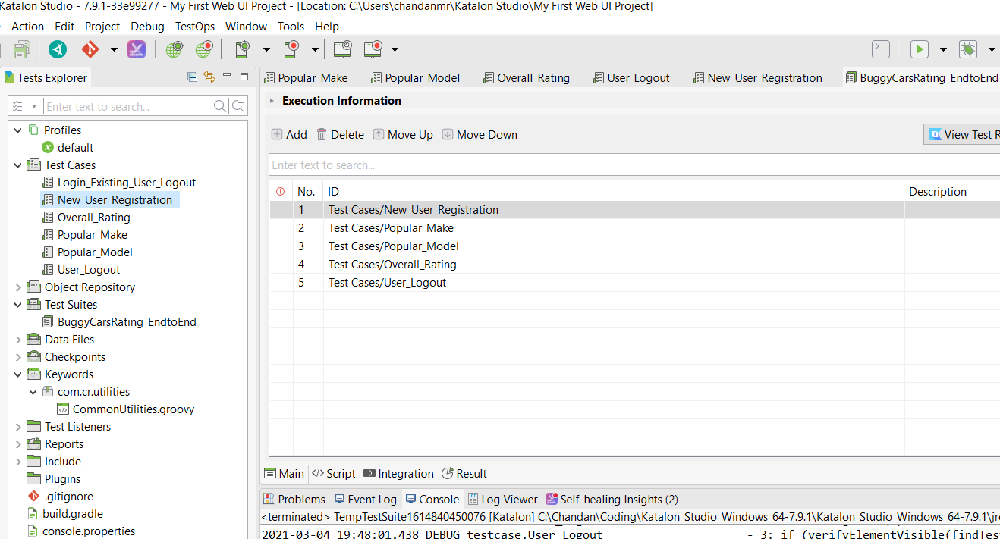 Katalon Studio - 7.9.1-33e99277 - My First Web UI Project - [Location: C:\Users\chandanmr\Katalon Studio\My First Web UI Project]
Action Edit Project Debug TestOps Window Tools Help
Tests Explorer
Popular_Make Popular_Model Overall_Rating User_Logout New_User_Registration BuggyCarsRating_EndtoEnd
Enter text to search...
Execution Information
Profiles
default
Test Cases
Login_Existing_User_Logout
New_User_Registration
Overall_Rating
Popular_Make
Popular_Model
User_Logout
Object Repository
Test Suites
BuggyCarsRating_EndtoEnd
Data Files
Checkpoints
Keywords
com.cr.utilities
CommonUtilities.groovy
Test Listeners
Reports
Include
Plugins
.gitignore
build.gradle
console.properties
Add Delete Move Up Move Down View Test R
Enter text to search...
No. ID Description
1 Test Cases/New_User_Registration
2 Test Cases/Popular_Make
3 Test Cases/Popular_Model
4 Test Cases/Overall_Rating
5 Test Cases/User_Logout
Main Script Integration Result
Problems Event Log Console Log Viewer Self-healing Insights (2)
<terminated> TempTestSuite1614840450076 [Katalon] C:\Chandan\Coding\Katalon_Studio_Windows_64-7.9.1\Katalon_Studio_Windows_64-7.9.1\jre
2021-03-04 19:48:01.438 DEBUG testcase.User_Logout - 3: if (verifyElementVisible(findTes